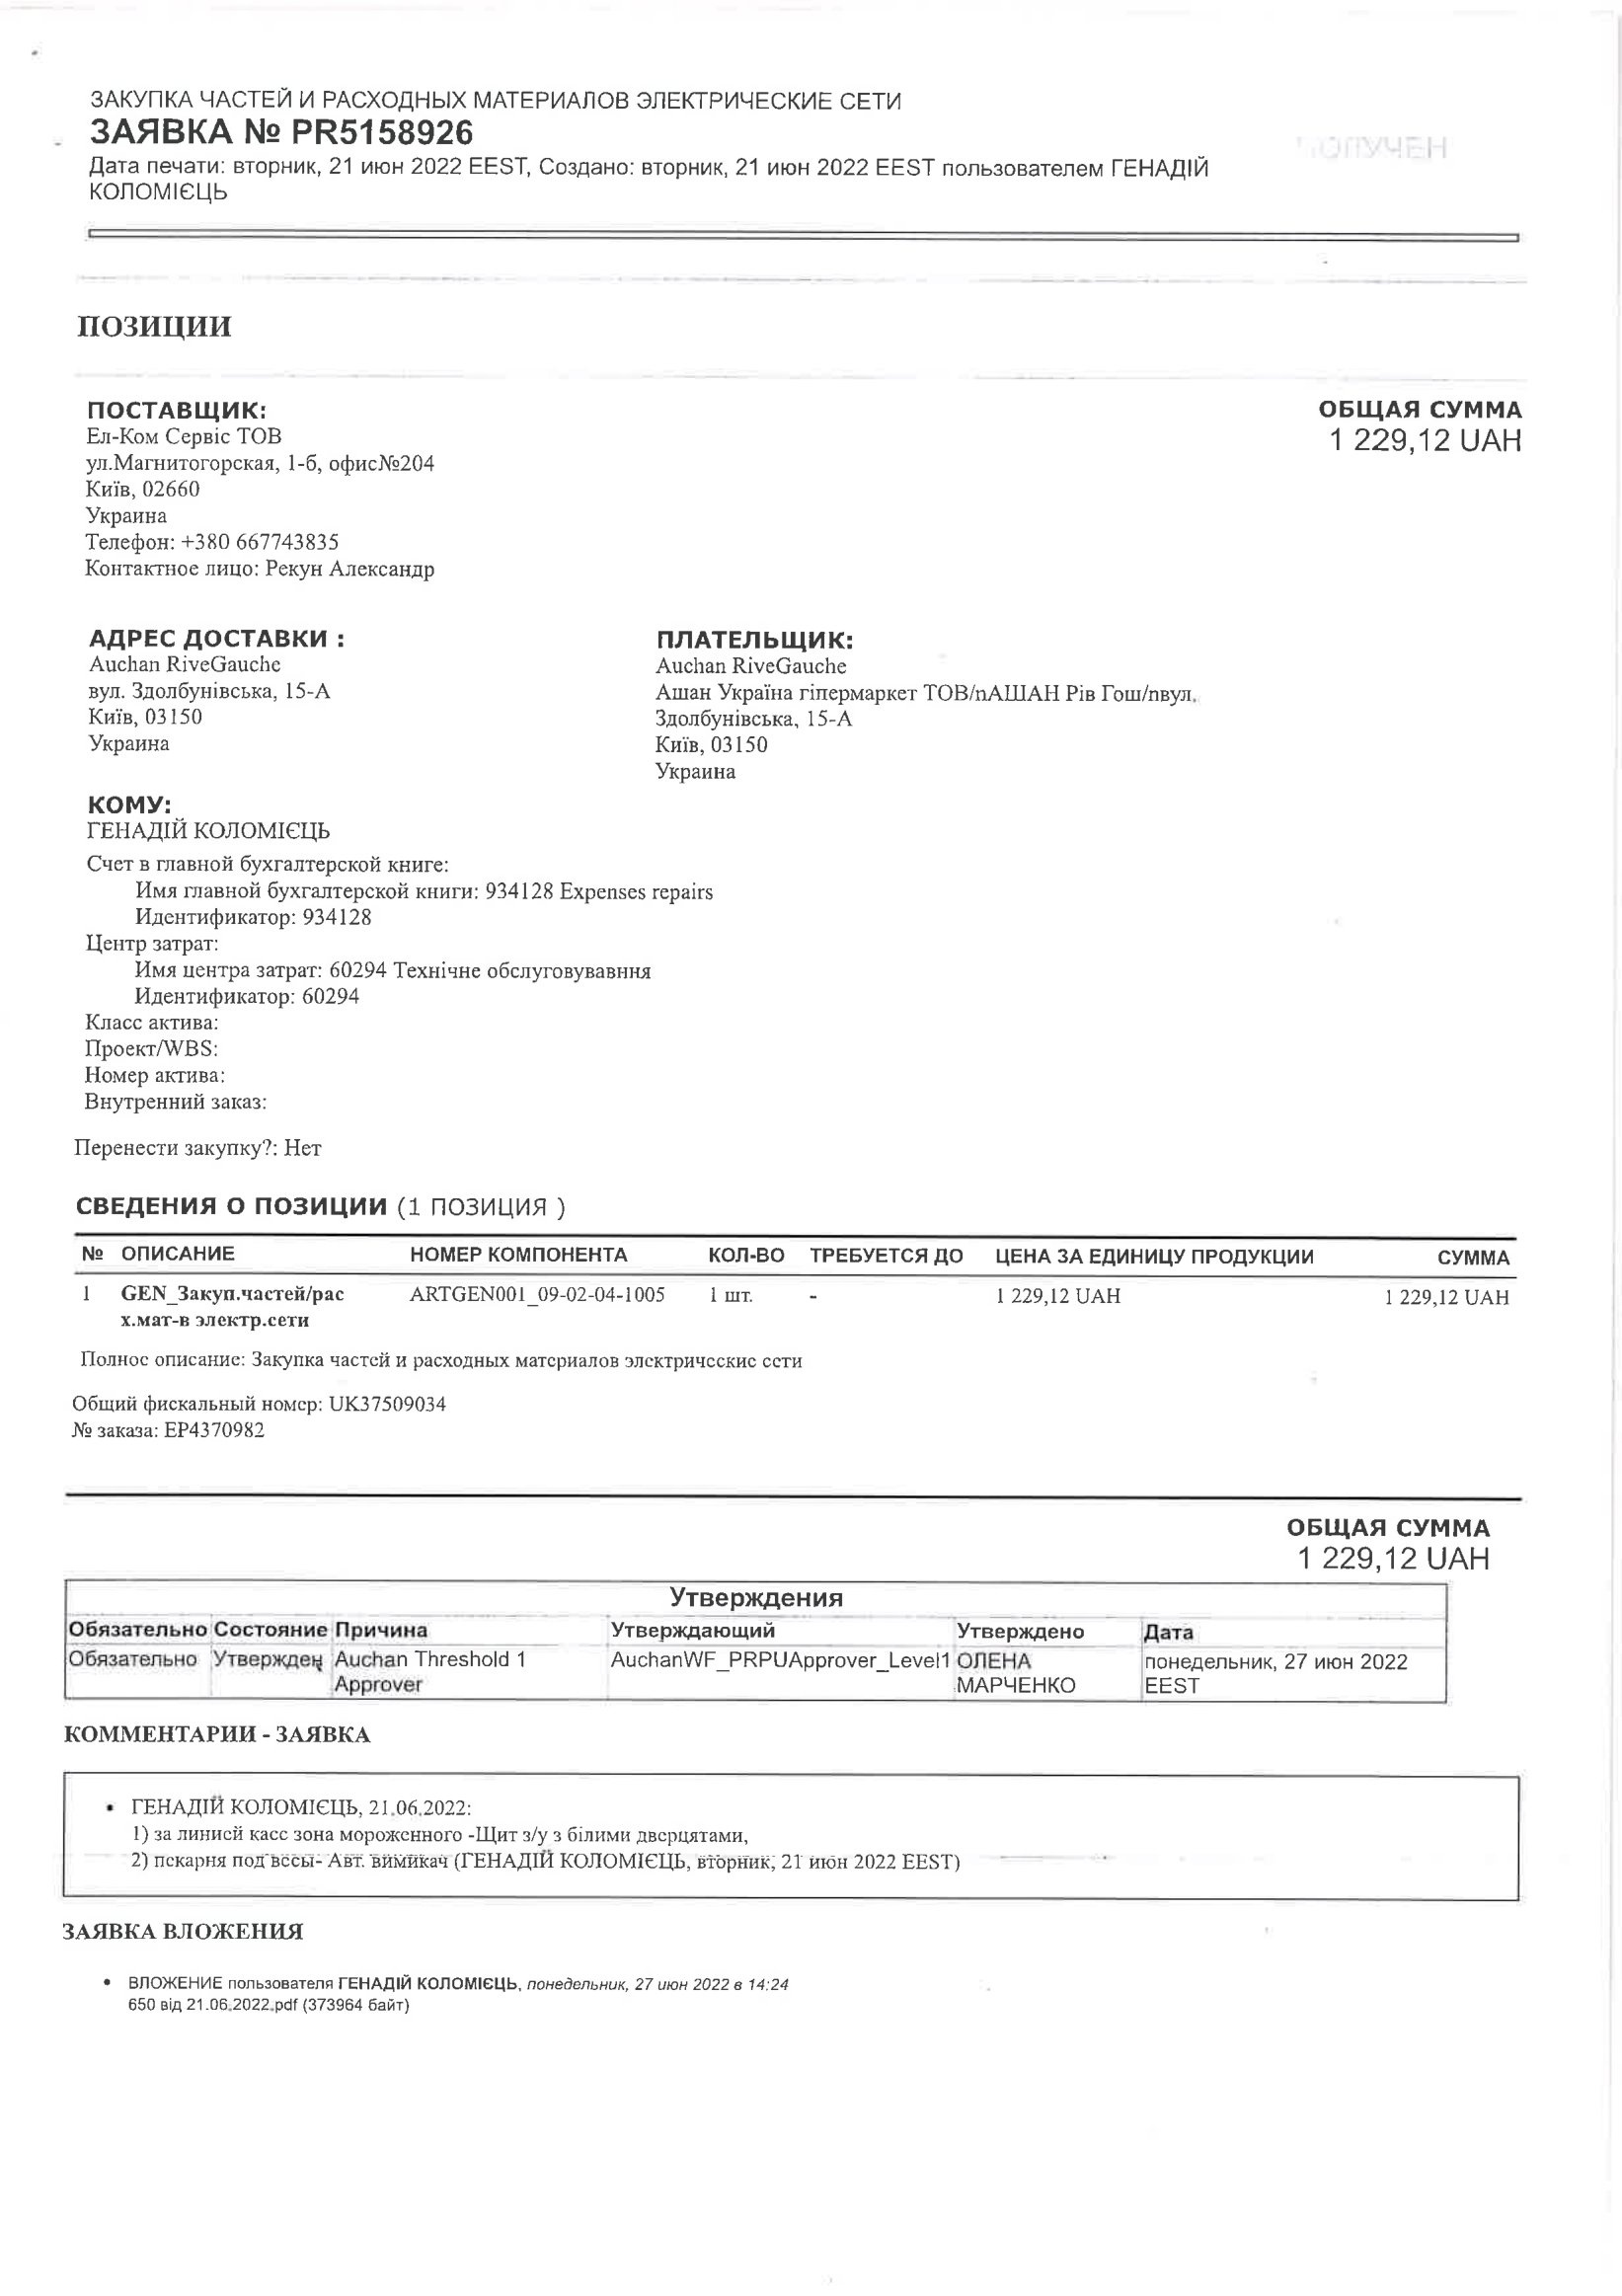 ЗАКУПКА ЧАСТЕЙ И РАСХОДНЫХ МАТЕРИАЛОВ ЭЛЕКТРИЧЕСКИЕ СЕТИ
ЗАЯВКА № PR5158926
ПОЛУЧЕН
Дата печати: вторник, 21 июн 2022 EEST, Создано: вторник, 21 июн 2022 EEST пользователем ГЕНАДІЙ
КОЛОМІЄЦЬ
ПОЗИЦИИ
ПОСТАВЩИК:
Ел-Ком Сервіс ТОВ
ул.Магнитогорская, 1-б, офис№204
Київ, 02660
Украина
Телефон: +380 667743835
Контактное лицо: Рекун Александр
ОБЩАЯ СУММА
1 229,12 UAH
АДРЕС ДОСТАВКИ :
Auchan RiveGauche
вул. Здолбунівська, 15-А
Київ, 03150
Украина
ПЛАТЕЛЬЩИК:
Auchan RiveGauche
Ашан Україна гіпермаркет ТОВ/nАШАН Рів Гош/nвул.
Здолбунівська, 15-А
Київ, 03150
Украина
КОМУ:
ГЕНАДІЙ КОЛОМІЄЦЬ
Счет в главной бухгалтерской книге:
Имя главной бухгалтерской книги: 934128 Expenses repairs
Идентификатор: 934128
Центр затрат:
Имя центра затрат: 60294 Технічне обслуговуванння
Идентификатор: 60294
Класс актива:
Проект/WBS:
Номер актива:
Внутренний заказ:
Перенести закупку?: Нет
СВЕДЕНИЯ О ПОЗИЦИИ (1 ПОЗИЦИЯ )
№ ОПИСАНИЕ НОМЕР КОМПОНЕНТА КОЛ-ВО ТРЕБУЕТСЯ ДО ЦЕНА ЗА ЕДИНИЦУ ПРОДУКЦИИ СУММА
1 GEN_Закуп.частей/рас ARTGEN001_09-02-04-1005 1 шт. - 1 229,12 UAH 1 229,12 UAH
х.мат-в электр.сети
Полное описание: Закупка частей и расходных материалов электрические сети
Общий фискальный номер: UK37509034
№ заказа: EP4370982
ОБЩАЯ СУММА
1 229,12 UAH
Утверждения
Обязательно Состояние Причина Утверждающий Утверждено Дата
Обязательно Утвержден Auchan Threshold 1 AuchanWF_PRPUApprover_Level1 ОЛЕНА понедельник, 27 июн 2022
Approver МАРЧЕНКО EEST
КОММЕНТАРИИ - ЗАЯВКА
• ГЕНАДІЙ КОЛОМІЄЦЬ, 21.06.2022:
1) за линией касс зона мороженного -Щит з/у з білими дверцятами,
2) пекарня под весы- Авт. вимикач (ГЕНАДІЙ КОЛОМІЄЦЬ, вторник, 21 июн 2022 EEST)
ЗАЯВКА ВЛОЖЕНИЯ
• ВЛОЖЕНИЕ пользователя ГЕНАДІЙ КОЛОМІЄЦЬ, понедельник, 27 июн 2022 в 14:24
650 від 21.06.2022.pdf (373964 байт)